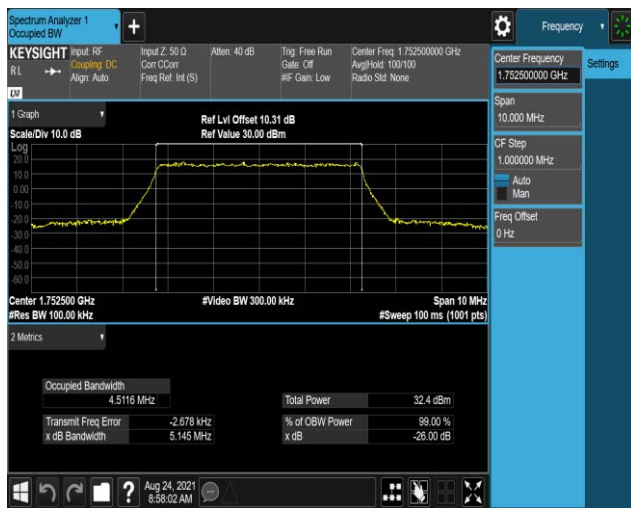 Spectrum Analyzer 1
Occupied BW
Frequency
KEYSIGHT
RL
LXI
Input: RF
Coupling: DC
Align: Auto
Input Z: 50 Ω
Corr CCorr
Freq Ref: Int (S)
Atten: 40 dB
Trig: Free Run
Gate: Off
#IF Gain: Low
Center Freq: 1.752500000 GHz
Avg|Hold: 100/100
Radio Std: None
Center Frequency
1.752500000 GHz
Settings
Span
10.000 MHz
CF Step
1.000000 MHz
Auto
Man
Freq Offset
0 Hz
1 Graph
Scale/Div 10.0 dB
Ref Lvl Offset 10.31 dB
Ref Value 30.00 dBm
Log
20.0
10.0
0.00
-10.0
-20.0
-30.0
-40.0
-50.0
-60.0
Center 1.752500 GHz
#Video BW 300.00 kHz
Span 10 MHz
#Res BW 100.00 kHz
#Sweep 100 ms (1001 pts)
2 Metrics
Occupied Bandwidth
4.5116 MHz
Total Power 32.4 dBm
Transmit Freq Error -2.678 kHz
% of OBW Power 99.00 %
x dB Bandwidth 5.145 MHz
x dB -26.00 dB
?
Aug 24, 2021
8:58:02 AM